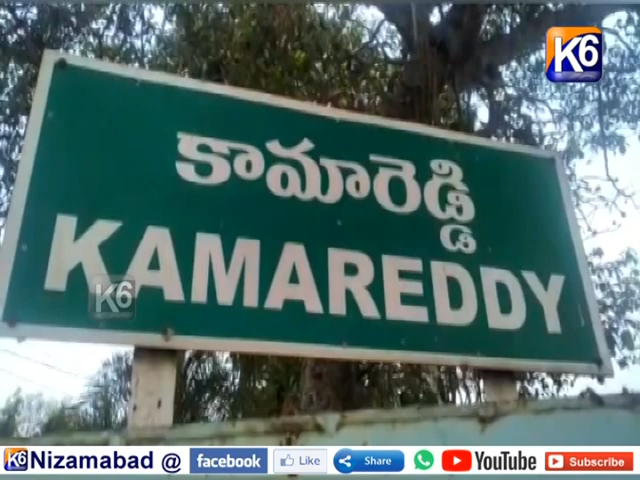 K6
కామారెడ్డి
KAMAREDDY
K6
K6 Nizamabad @ facebook Like Share YouTube Subscribe